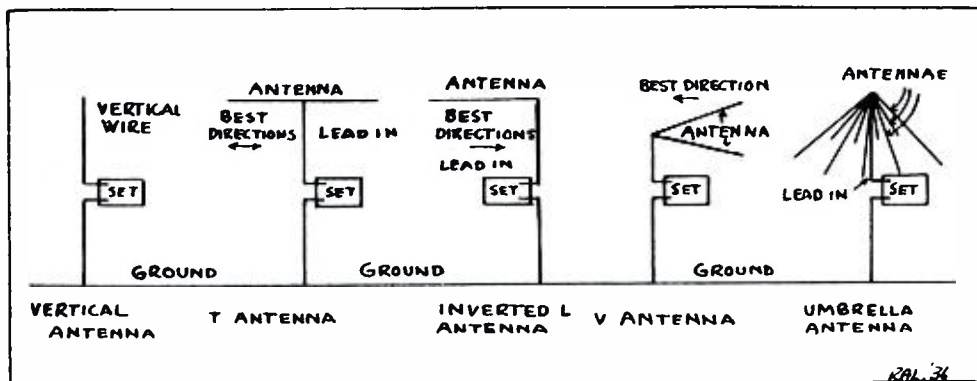 VERTICAL
WIRE
SET
GROUND
VERTICAL
ANTENNA
ANTENNA
BEST
DIRECTIONS
LEAD IN
SET
T ANTENNA
GROUND
ANTENNA
BEST
DIRECTIONS
LEAD IN
SET
INVERTED L
ANTENNA
BEST DIRECTION
ANTENNA
SET
GROUND
V ANTENNA
ANTENNAE
LEAD IN
SET
UMBRELLA
ANTENNA
RAL. '36